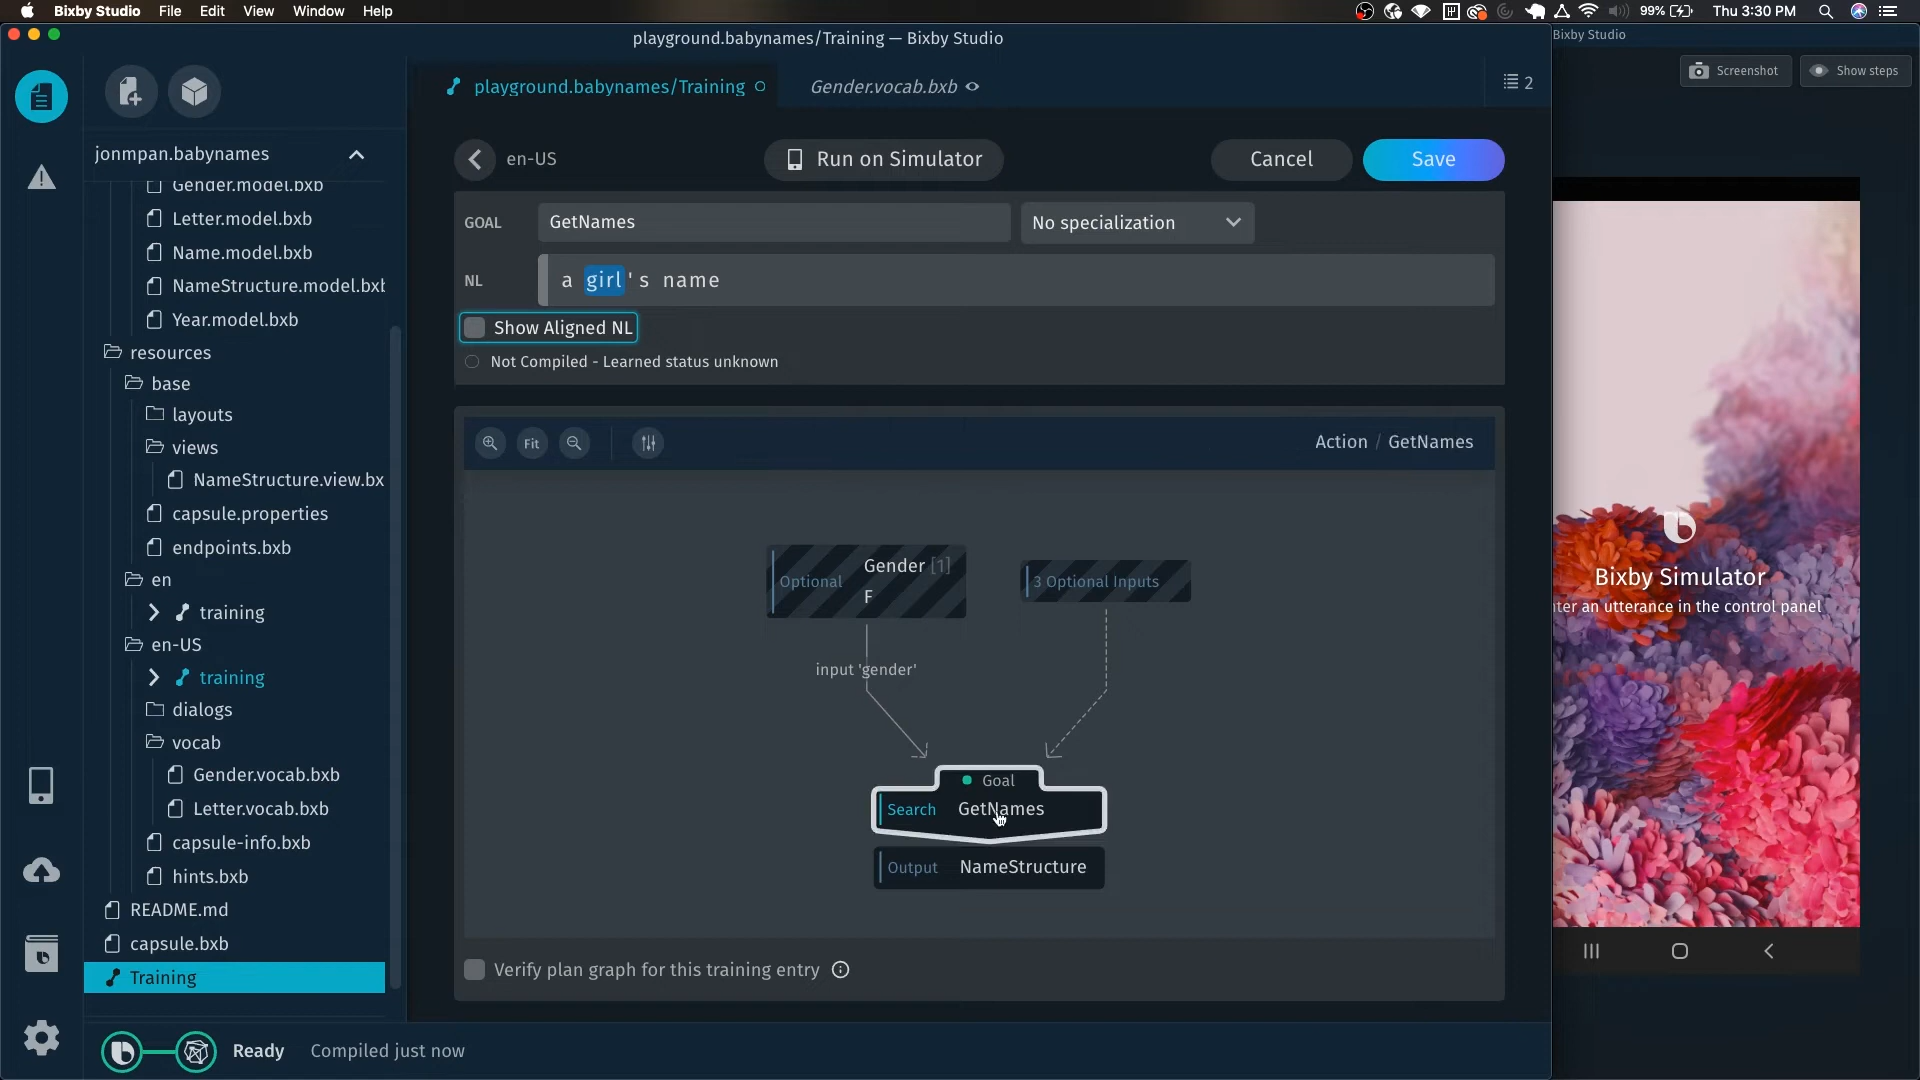 Bixby Studio File Edit View Window Help
99% Thu 3:30 PM
playground.babynames/Training — Bixby Studio
Bixby Studio
Screenshot
Show steps
playground.babynames/Training
Gender.vocab.bxb
2
jonmpan.babynames
Gender.model.bxb
Letter.model.bxb
Name.model.bxb
NameStructure.model.bxb
Year.model.bxb
resources
base
layouts
views
NameStructure.view.bx
capsule.properties
endpoints.bxb
en
training
en-US
training
dialogs
vocab
Gender.vocab.bxb
Letter.vocab.bxb
capsule-info.bxb
hints.bxb
README.md
capsule.bxb
Training
en-US
Run on Simulator
Cancel
Save
GOAL GetNames No specialization
NL a girl's name
Show Aligned NL
Not Compiled - Learned status unknown
Fit
Action / GetNames
Optional Gender [1]
F
3 Optional Inputs
input 'gender'
Goal
Search GetNames
Output NameStructure
Verify plan graph for this training entry
Ready Compiled just now
Bixby Simulator
ter an utterance in the control panel